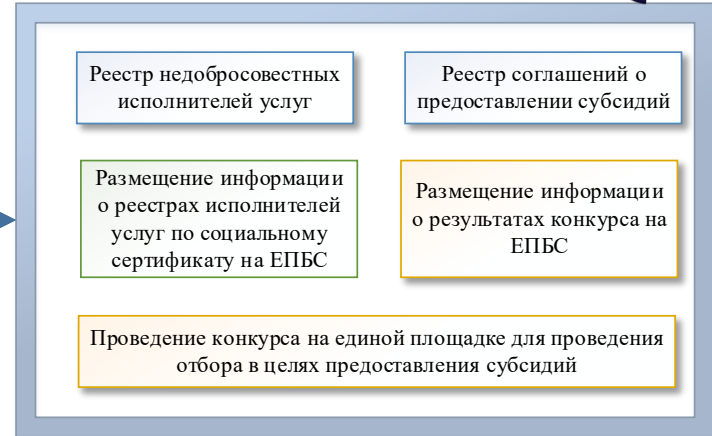 Реестр недобросовестных
исполнителей услуг
Реестр соглашений о
предоставлении субсидий
Размещение информации
о реестрах исполнителей
услуг по социальному
сертификату на ЕПБС
Размещение информации
о результатах конкурса на
ЕПБС
Проведение конкурса на единой площадке для проведения
отбора в целях предоставления субсидий